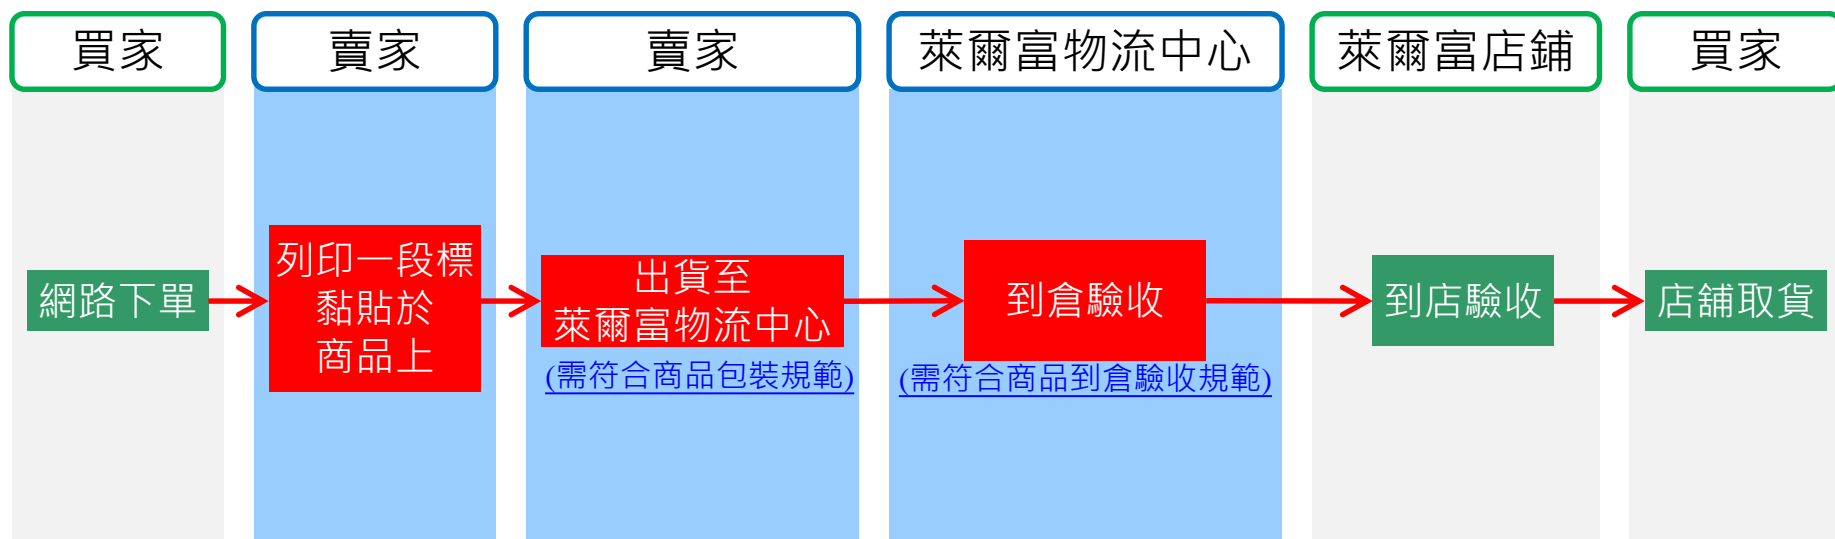 買家
賣家
賣家
萊爾富物流中心
萊爾富店鋪
買家
網路下單
列印一段標
黏貼於
商品上
出貨至
萊爾富物流中心
(需符合商品包裝規範)
到倉驗收
(需符合商品到倉驗收規範)
到店驗收
店舖取貨